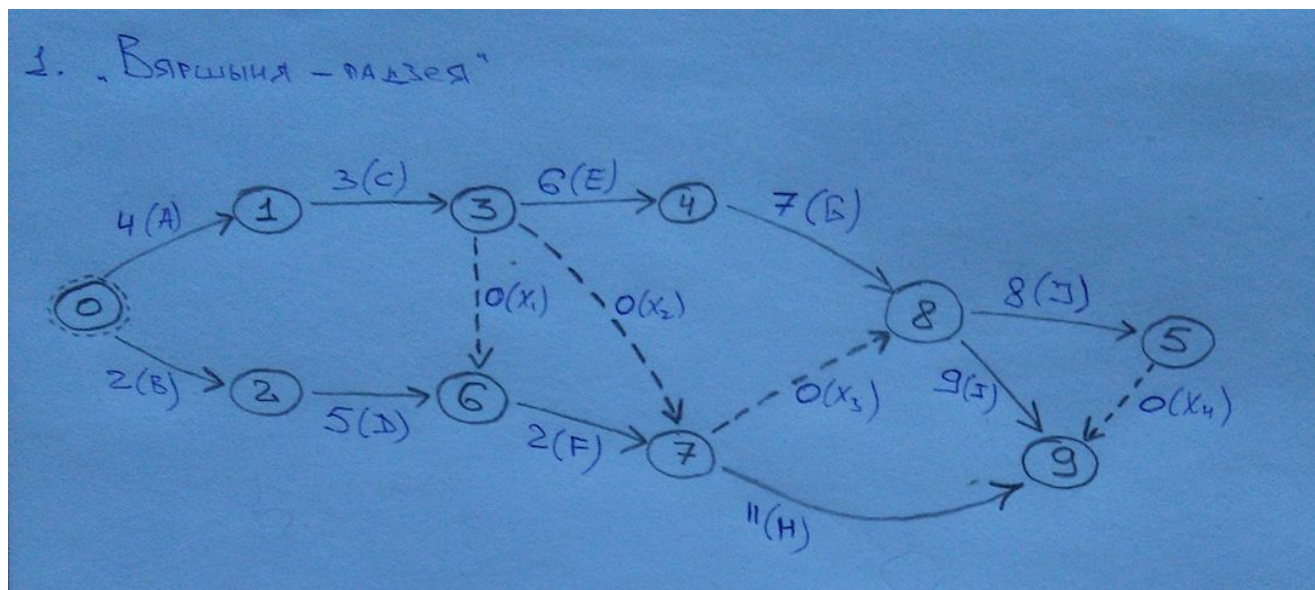 1. „Вяршыня – падзея"
4(A)
3(C)
6(E)
7(G)
0
1
3
4
0(X₁)
0(X₂)
8
8(J)
5
2(B)
2
5(D)
6
2(F)
7
0(X₃)
9(I)
0(X₄)
9
11(H)